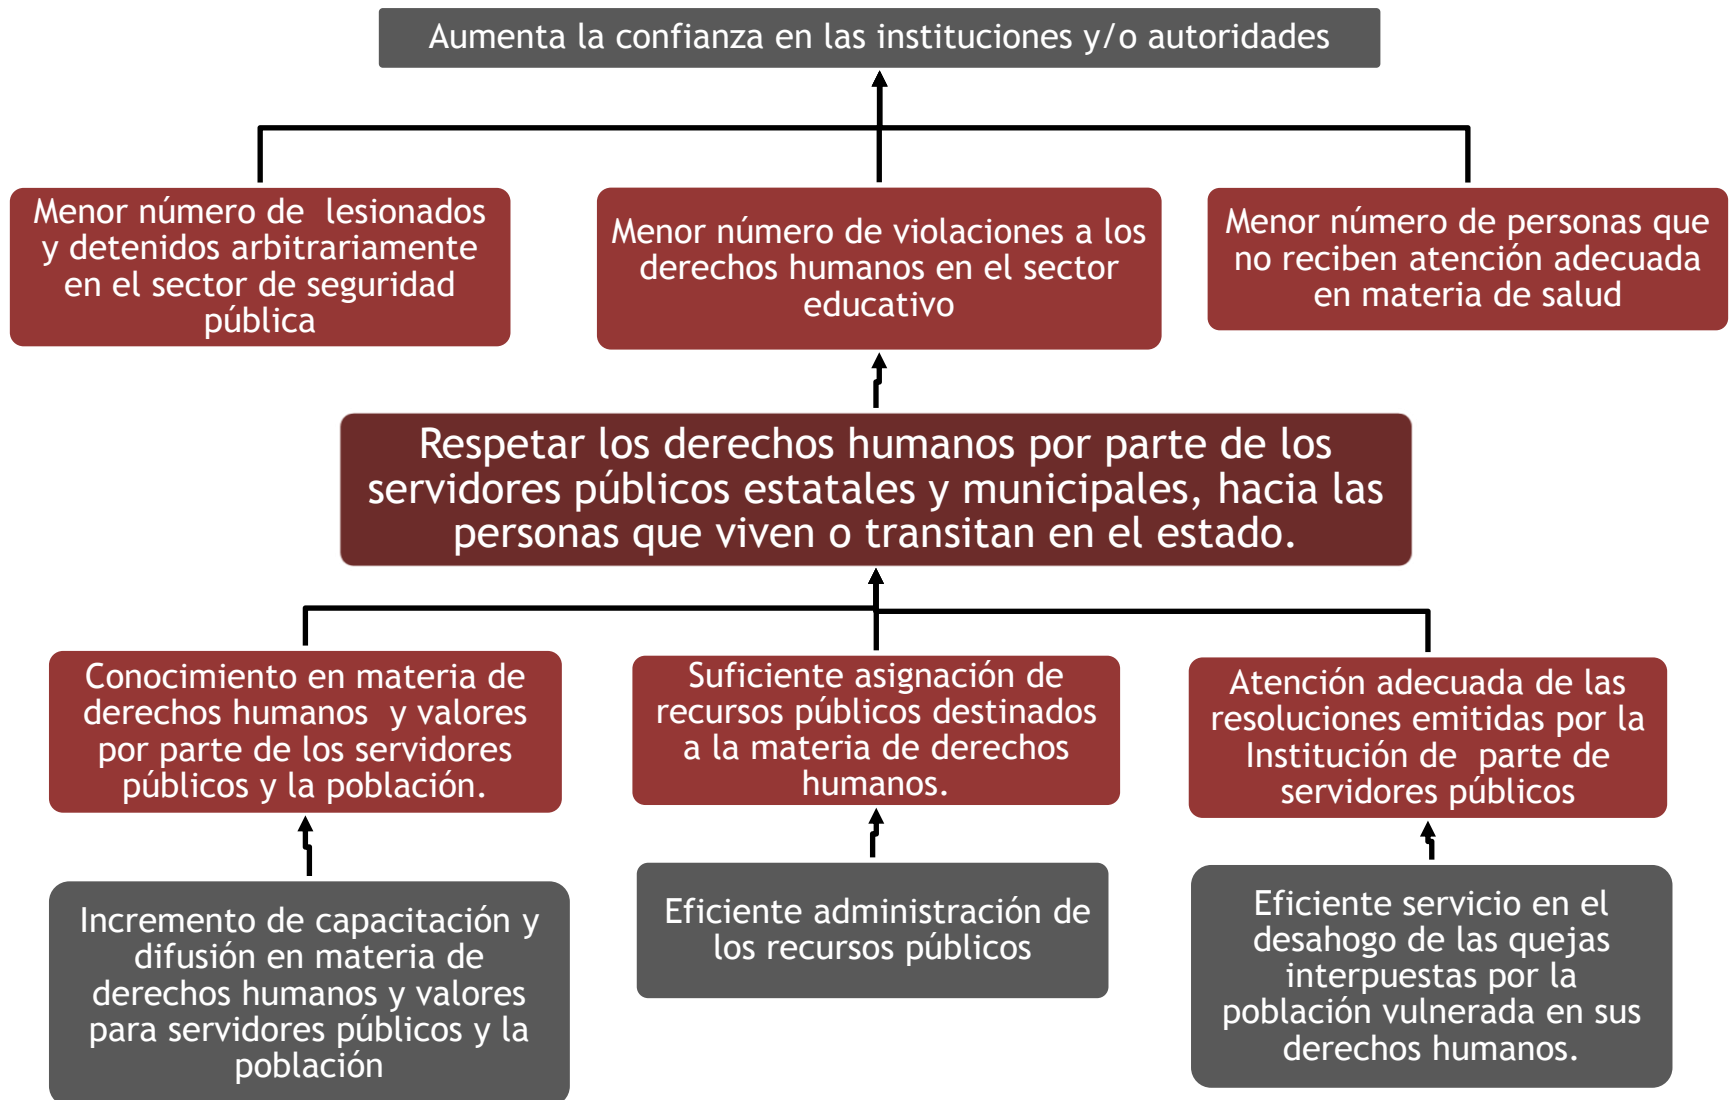 Aumenta la confianza en las instituciones y/o autoridades
Menor número de lesionados
y detenidos arbitrariamente
en el sector de seguridad
pública
Menor número de violaciones a los
derechos humanos en el sector
educativo
Menor número de personas que
no reciben atención adecuada
en materia de salud
Respetar los derechos humanos por parte de los
servidores públicos estatales y municipales, hacia las
personas que viven o transitan en el estado.
Conocimiento en materia de
derechos humanos y valores
por parte de los servidores
públicos y la población.
Suficiente asignación de
recursos públicos destinados
a la materia de derechos
humanos.
Atención adecuada de las
resoluciones emitidas por la
Institución de parte de
servidores públicos
Incremento de capacitación y
difusión en materia de
derechos humanos y valores
para servidores públicos y la
población
Eficiente administración de
los recursos públicos
Eficiente servicio en el
desahogo de las quejas
interpuestas por la
población vulnerada en sus
derechos humanos.